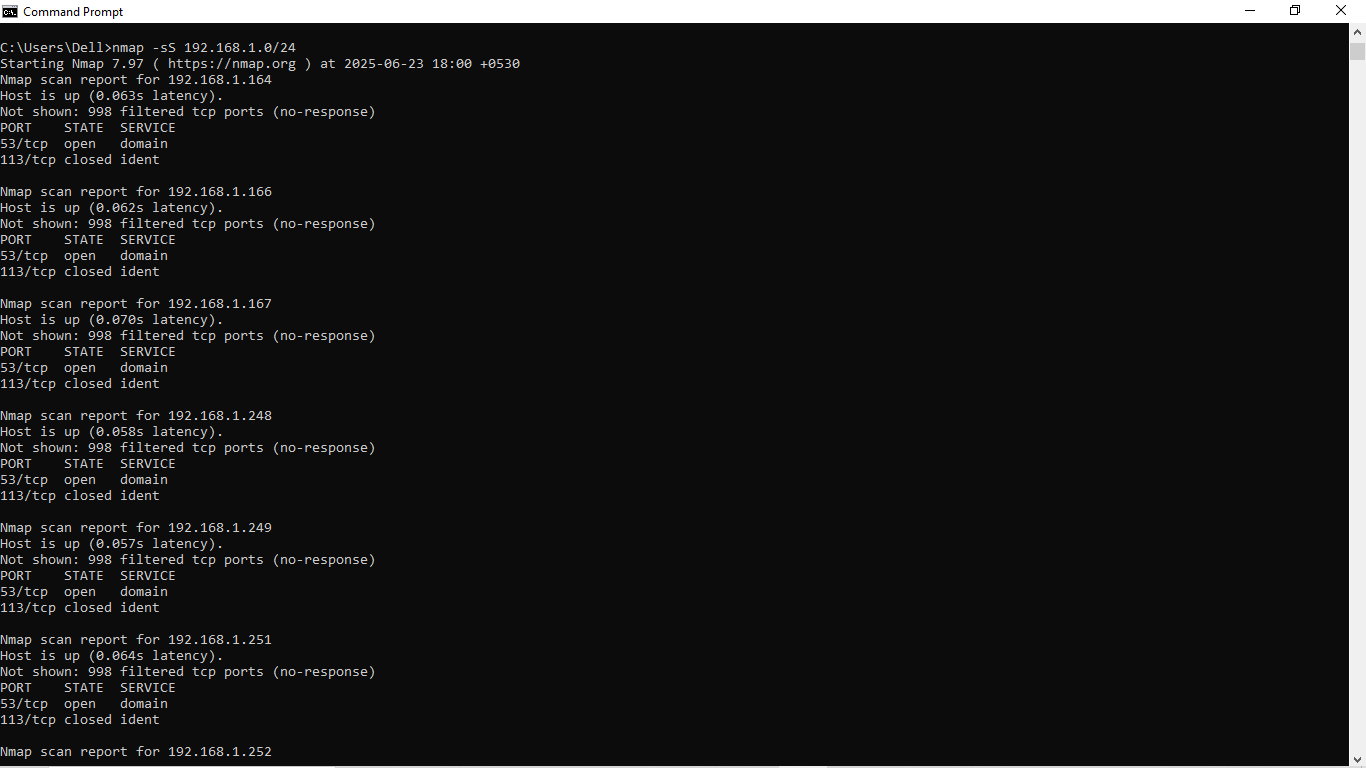 Command Prompt
C:\Users\Dell>nmap -sS 192.168.1.0/24
Starting Nmap 7.97 ( https://nmap.org ) at 2025-06-23 18:00 +0530
Nmap scan report for 192.168.1.164
Host is up (0.063s latency).
Not shown: 998 filtered tcp ports (no-response)
PORT    STATE  SERVICE
53/tcp  open   domain
113/tcp closed ident

Nmap scan report for 192.168.1.166
Host is up (0.062s latency).
Not shown: 998 filtered tcp ports (no-response)
PORT    STATE  SERVICE
53/tcp  open   domain
113/tcp closed ident

Nmap scan report for 192.168.1.167
Host is up (0.070s latency).
Not shown: 998 filtered tcp ports (no-response)
PORT    STATE  SERVICE
53/tcp  open   domain
113/tcp closed ident

Nmap scan report for 192.168.1.248
Host is up (0.058s latency).
Not shown: 998 filtered tcp ports (no-response)
PORT    STATE  SERVICE
53/tcp  open   domain
113/tcp closed ident

Nmap scan report for 192.168.1.249
Host is up (0.057s latency).
Not shown: 998 filtered tcp ports (no-response)
PORT    STATE  SERVICE
53/tcp  open   domain
113/tcp closed ident

Nmap scan report for 192.168.1.251
Host is up (0.064s latency).
Not shown: 998 filtered tcp ports (no-response)
PORT    STATE  SERVICE
53/tcp  open   domain
113/tcp closed ident

Nmap scan report for 192.168.1.252